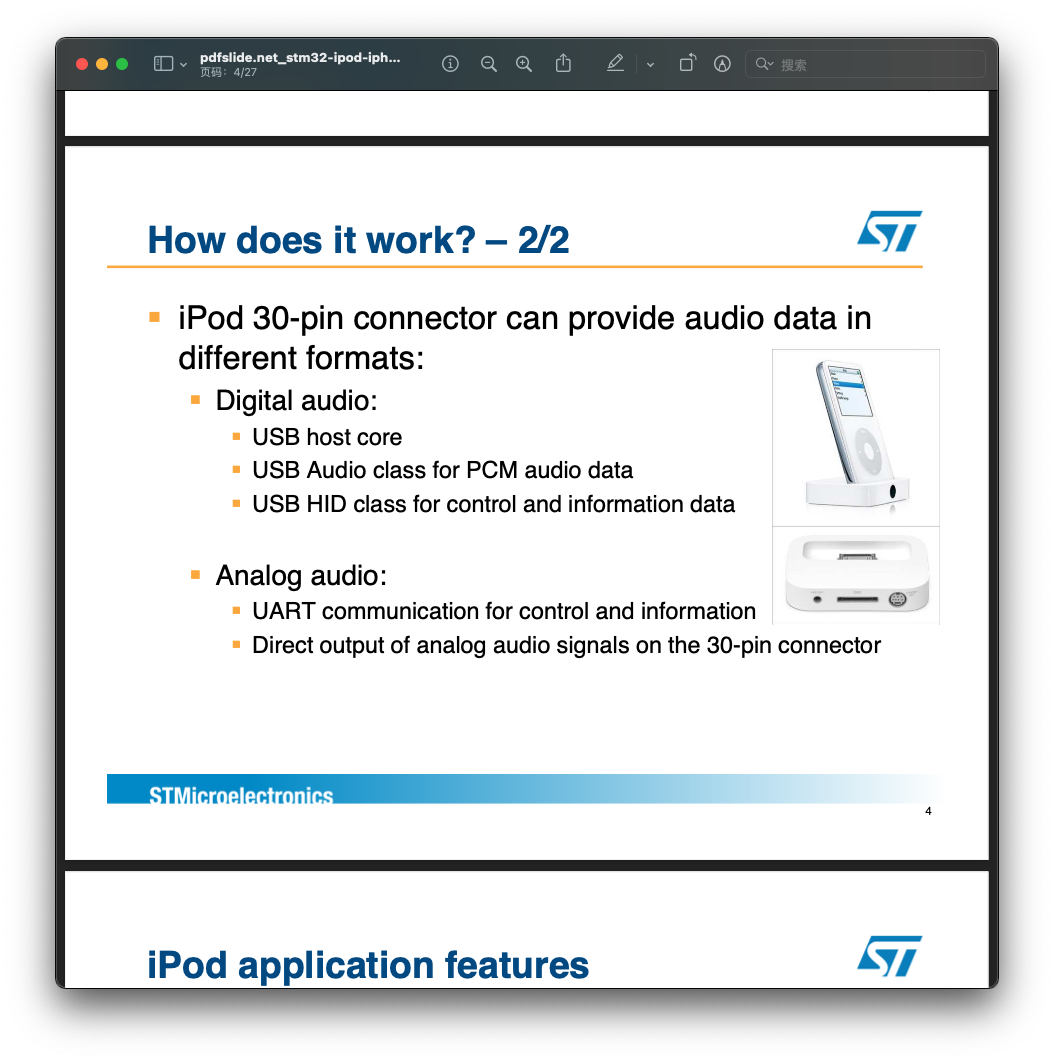 pdfslide.net_stm32-ipod-iph...
页码：4/27
搜索
How does it work? – 2/2
ST
iPod 30-pin connector can provide audio data in
different formats:
Digital audio:
USB host core
USB Audio class for PCM audio data
USB HID class for control and information data
Analog audio:
UART communication for control and information
Direct output of analog audio signals on the 30-pin connector
STMicroelectronics
4
iPod application features
ST